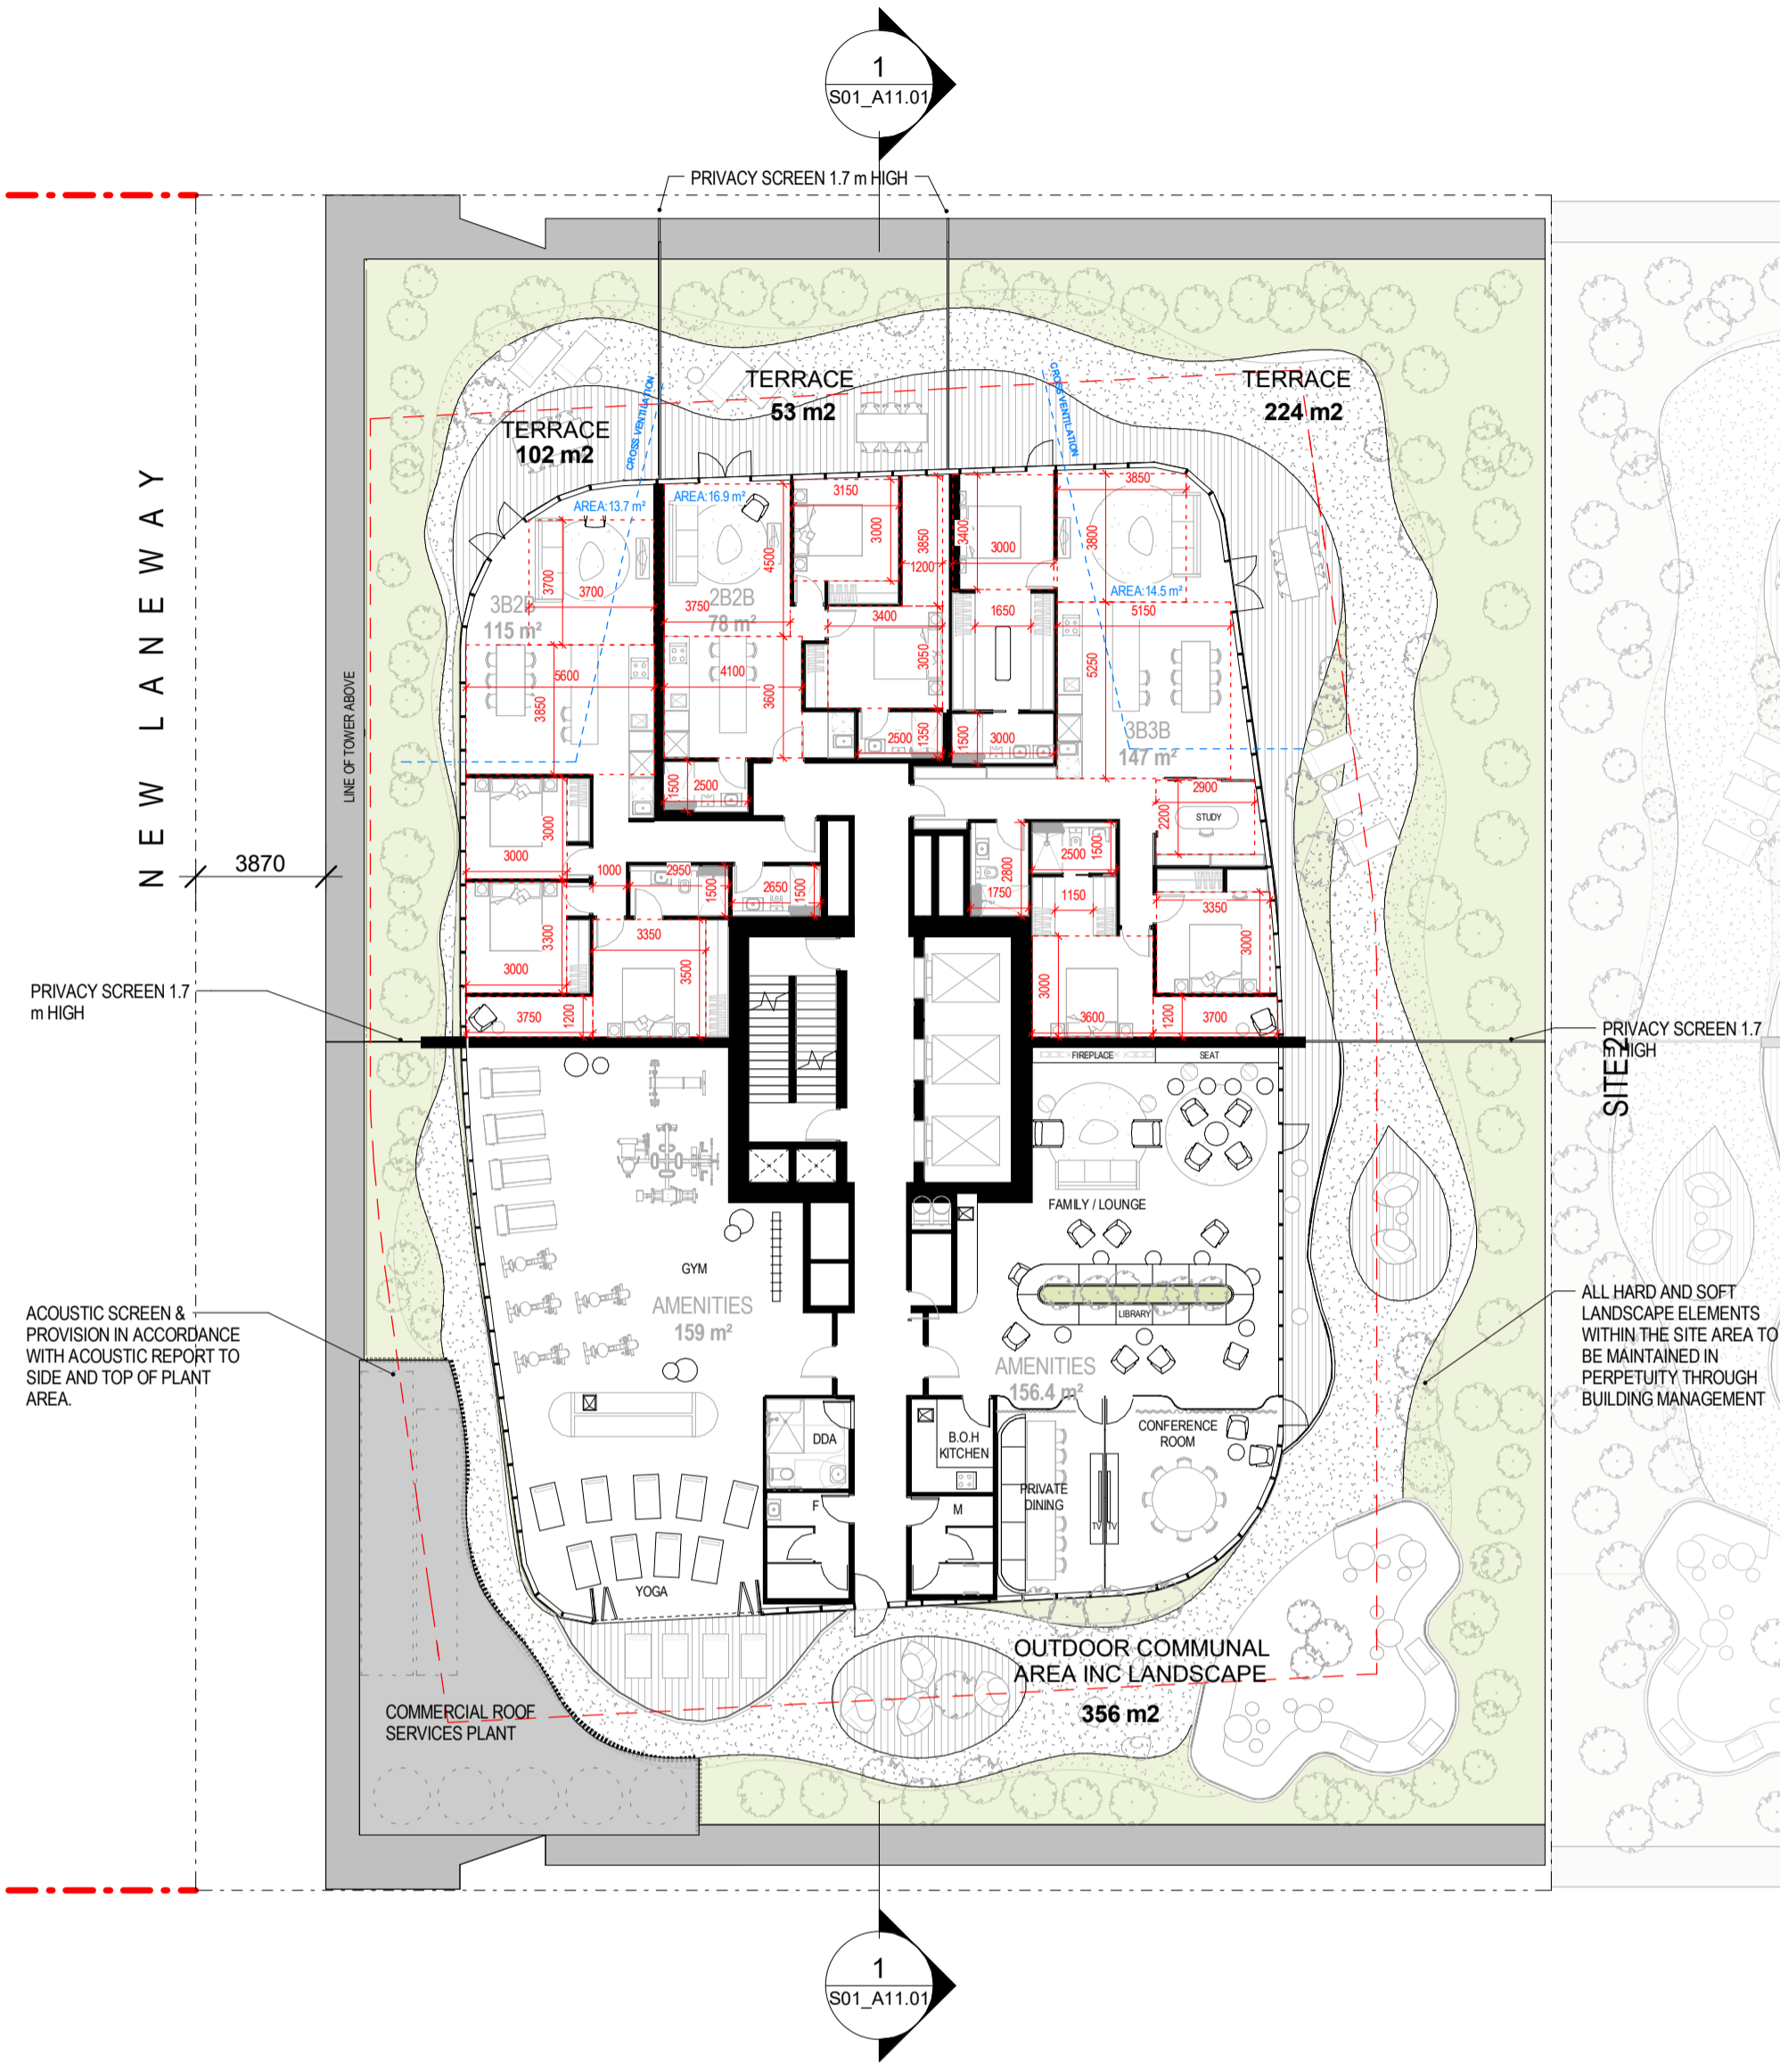 1
S01_A11.01
PRIVACY SCREEN 1.7 m HIGH
TERRACE
53 m2
TERRACE
224 m2
TERRACE
102 m2
CROSS VENTILATION
CROSS VENTILATION
NEW LANEWAY
LINE OF TOWER ABOVE
3870
AREA:13.7 m²
AREA:16.9 m²
AREA:14.5 m²
3B2B
115 m²
2B2B
78 m²
3B3B
147 m²
3700
3700
5600
3850
3750
4500
4100
3600
3150
3000
3850
1200
3400
3050
2500
1350
1500
2500
3400
3000
1650
1500
3000
3850
3800
5150
5250
2900
2200
STUDY
3000
3000
1000
2950
1500
2650
1500
3300
3000
3350
3500
3750
1200
2800
1750
2500
1500
1150
3000
3600
3350
3000
1200
3700
PRIVACY SCREEN 1.7
m HIGH
PRIVACY SCREEN 1.7
m HIGH
SITE 2
FIREPLACE
SEAT
FAMILY / LOUNGE
LIBRARY
GYM
AMENITIES
159 m²
AMENITIES
156.4 m²
ACOUSTIC SCREEN &
PROVISION IN ACCORDANCE
WITH ACOUSTIC REPORT TO
SIDE AND TOP OF PLANT
AREA.
ALL HARD AND SOFT
LANDSCAPE ELEMENTS
WITHIN THE SITE AREA TO
BE MAINTAINED IN
PERPETUITY THROUGH
BUILDING MANAGEMENT
DDA
B.O.H
KITCHEN
CONFERENCE
ROOM
PRIVATE
DINING
TV
TV
F
M
YOGA
OUTDOOR COMMUNAL
AREA INC LANDSCAPE
356 m2
COMMERCIAL ROOF
SERVICES PLANT
1
S01_A11.01